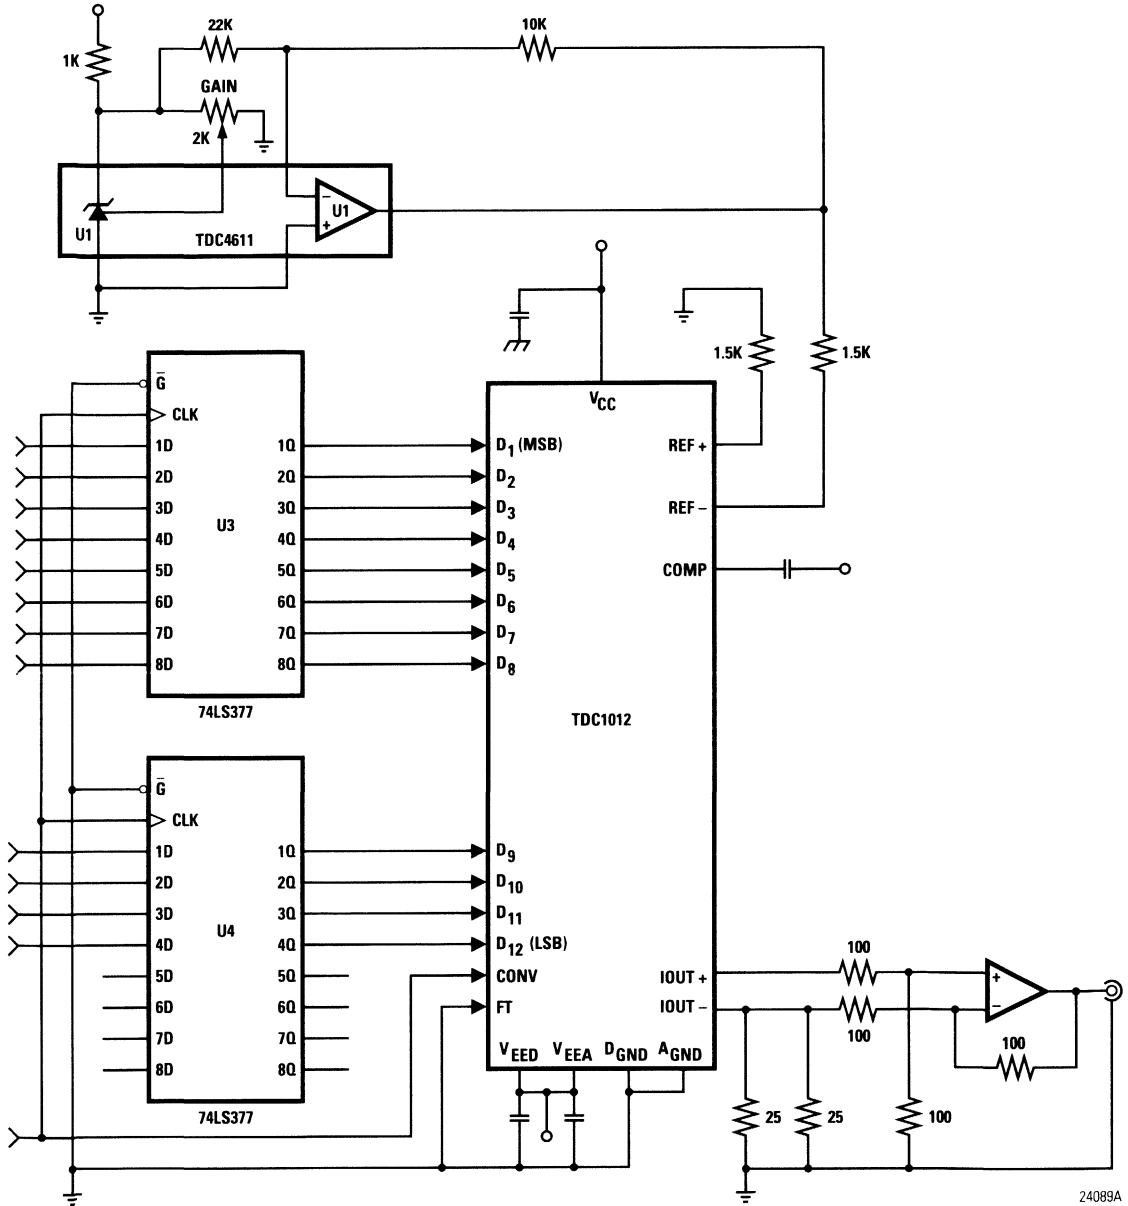 22K
10K
1K
GAIN
2K
− U1
+
U1
TDC4611
1.5K
1.5K
G̅
CLK
VCC
1D 1Q D1 (MSB) REF +
2D 2Q D2
3D 3Q D3 REF −
U3
4D 4Q D4
5D 5Q D5 COMP
6D 6Q D6
7D 7Q D7
8D 8Q D8
74LS377
TDC1012
G̅
CLK
1D 1Q D9
2D 2Q D10
3D 3Q D11
U4
4D 4Q D12 (LSB)
100
5D 5Q CONV IOUT + +
6D 6Q FT IOUT − −
100
7D 7Q
100
VEED VEEA DGND AGND
8D 8Q
74LS377
25 25 100
24089A